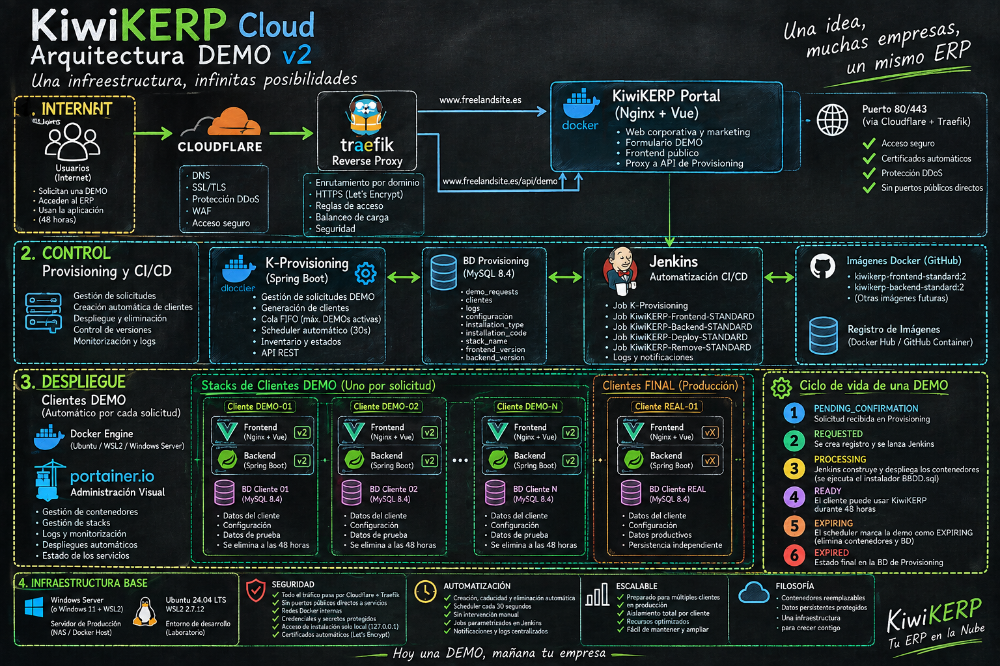 KiwiKERP Cloud
Arquitectura DEMO v2
Una infreestructura, infinitas posibilidades
Una idea,
muchas empresas,
un mismo ERP
. INTERNET
Usuarios
(Internet)
• Solicitan una DEMO
• Acceden al ERP
• Usan la aplicación
• (48 horas)
CLOUDFLARE
• DNS
• SSL/TLS
• Protección DDoS
• WAF
• Acceso seguro
træfik
Reverse Proxy
• Enrutamiento por dominio
• HTTPS (Let's Encrypt)
• Reglas de acceso
• Balanceo de carga
• Seguridad
www.freelandsite.es
www.freelandsite.es/api/demo
docker
KiwiKERP Portal
(Nginx + Vue)
• Web corporativa y marketing
• Formulario DEMO
• Frontend público
• Proxy a API de Provisioning
Puerto 80/443
(via Cloudflare + Traefik)
Acceso seguro
Certificados automáticos
Protección DDoS
Sin puertos públicos directos
2. CONTROL
Provisioning y CI/CD
Gestión de solicitudes
Creación automática de clientes
Despliegue y eliminación
Control de versiones
Monitorización y logs
dloccler
K-Provisioning
(Spring Boot)
• Gestión de solicitudes DEMO
• Generación de clientes
• Cola FIFO (máx. DEMOs activas)
• Scheduler automático (30s)
• Inventario y estados
• API REST
BD Provisioning
(MySQL 8.4)
• demo_requests
• clientes
• logs
• configuración
• installation_type
• installation_code
• stack_name
• frontend_version
• backend_version
Jenkins
Automatización CI/CD
• Job K-Provisioning
• Job KiwiKERP-Frontend-STANDARD
• Job KiwiKERP-Backend-STANDARD
• Job KiwiKERP-Deploy-STANDARD
• Job KiwiKERP-Remove-STANDARD
• Logs y notificaciones
Imágenes Docker (GitHub)
• kiwikerp-frontend-standard:2
• kiwikerp-backend-standard:2
• (Otras imágenes futuras)
Registro de Imágenes
(Docker Hub / GitHub Container)
3. DESPLIEGUE
Clientes DEMO
(Automático por cada solicitud)
Docker Engine
(Ubuntu / WSL2 / Windows Server)
portainer.io
Administración Visual
• Gestión de contenedores
• Gestión de stacks
• Logs y monitorización
• Despliegues automáticos
• Estado de los servicios
Stacks de Clientes DEMO (Uno por solicitud)
Cliente DEMO-01
Frontend
(Nginx + Vue)
v2
Backend
(Spring Boot)
v2
BD Cliente 01
(MySQL 8.4)
• Datos del cliente
• Configuración
• Datos de prueba
• Se elimina a las 48 horas
Cliente DEMO-02
Frontend
(Nginx + Vue)
v2
Backend
(Spring Boot)
v2
BD Cliente 02
(MySQL 8.4)
• Datos del cliente
• Configuración
• Datos de prueba
• Se elimina a las 48 horas
•••
Cliente DEMO-N
Frontend
(Nginx + Vue)
v2
Backend
(Spring Boot)
v2
BD Cliente N
(MySQL 8.4)
• Datos del cliente
• Configuración
• Datos de prueba
• Se elimina a las 48 horas
Clientes FINAL (Producción)
Cliente REAL-01
Frontend
(Nginx + Vue)
vX
Backend
(Spring Boot)
vX
BD Cliente REAL
(MySQL 8.4)
• Datos del cliente
• Configuración
• Datos productivos
• Persistencia independiente
Ciclo de vida de una DEMO
1 PENDING_CONFIRMATION
Solicitud recibida en Provisioning
2 REQUESTED
Se crea registro y se lanza Jenkins
3 PROCESSING
Jenkins construye y despliega los contenedores
(se ejecuta el instalador BBDD.sql)
4 READY
El cliente puede usar KiwiKERP
durante 48 horas
5 EXPIRING
El scheduler marca la demo como EXPIRING
(elimina contenedores y BD)
6 EXPIRED
Estado final en la BD de Provisioning
4. INFRAESTRUCTURA BASE
Windows Server
(o Windows 11 + WSL2)
Servidor de Producción
(NAS / Docker Host)
Ubuntu 24.04 LTS
WSL2 2.7.12
Entorno de desarrollo
(Laboratorio)
SEGURIDAD
Todo el tráfico pasa por Cloudflare + Traefik
Sin puertos públicos directos a servicios
Redes Docker internas
Credenciales y secretos protegidos
Acceso de instalación solo local (127.0.0.1)
Certificados automáticos (Let's Encrypt)
AUTOMATIZACIÓN
Creación, caducidad y eliminación automática
Scheduler cada 30 segundos
Sin intervención manual
Jobs parametrizados en Jenkins
Notificaciones y logs centralizados
ESCALABLE
Preparado para múltiples clientes
en producción
Aislamiento total por cliente
Recursos optimizados
Fácil de mantener y ampliar
FILOSOFÍA
• Contenedores reemplazables
• Datos persistentes protegidos
• Una infraestructura
• para crecer contigo
KiwiKERP
Tu ERP en la Nube
Hoy una DEMO, mañana tu empresa